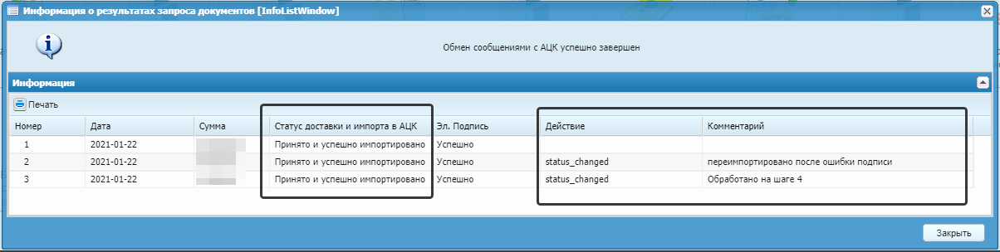 Информация о результатах запроса документов [InfoListWindow]
Обмен сообщениями с АЦК успешно завершен
Информация
Печать
Номер Дата Сумма Статус доставки и импорта в АЦК Эл. Подпись Действие Комментарий
1 2021-01-22 Принято и успешно импортировано Успешно
2 2021-01-22 Принято и успешно импортировано Успешно status_changed переимпортировано после ошибки подписи
3 2021-01-22 Принято и успешно импортировано Успешно status_changed Обработано на шаге 4
Закрыть